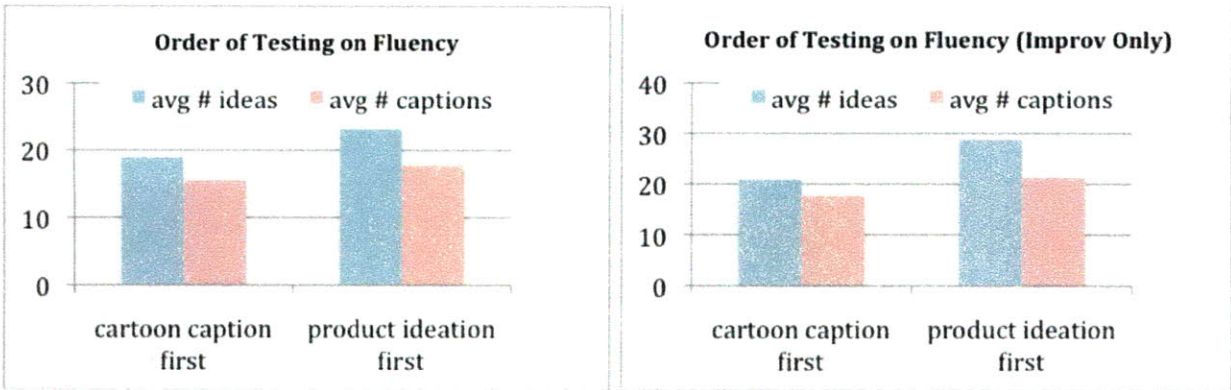 Order of Testing on Fluency
30
avg # ideas avg # captions
20
10
0
cartoon caption product ideation
first first
Order of Testing on Fluency (Improv Only)
40
avg # ideas avg # captions
30
20
10
0
cartoon caption product ideation
first first